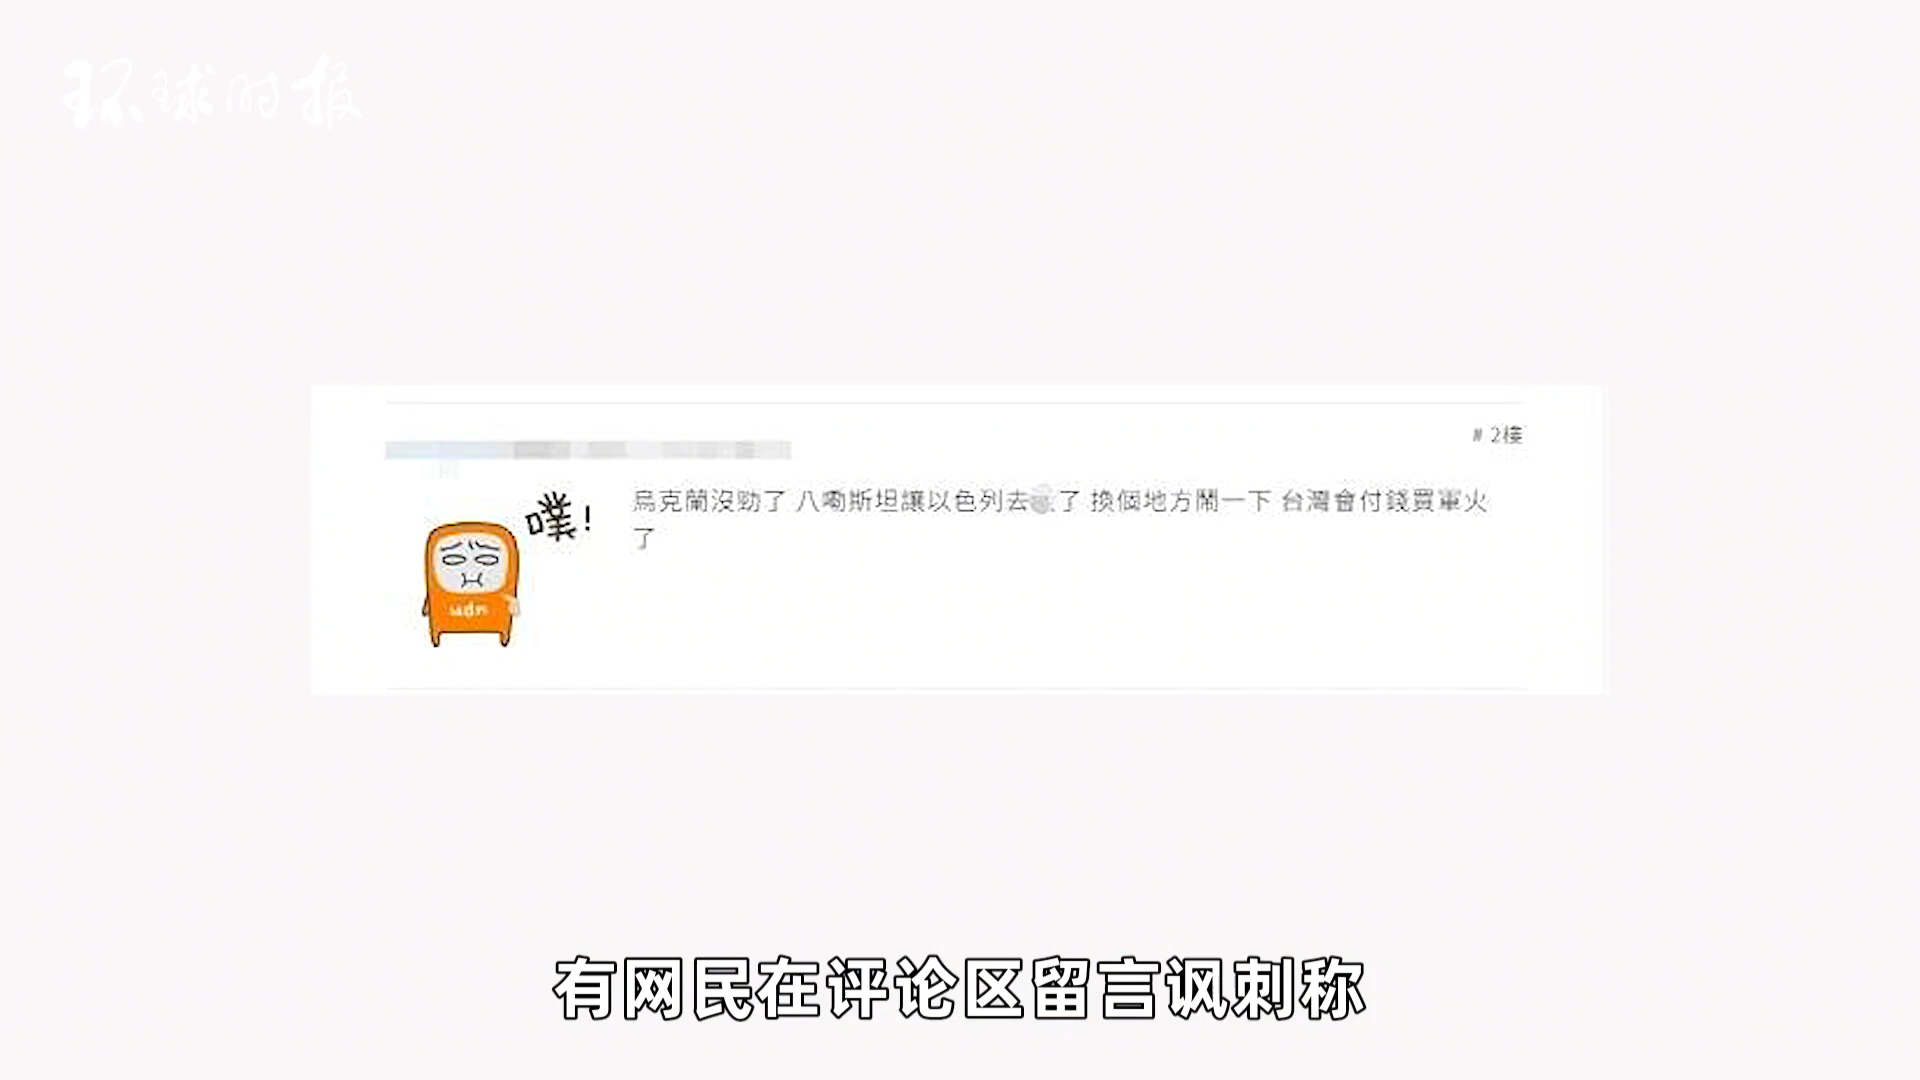 环球时报
# 2樓
噗!
udn
烏克蘭沒勁了 八嘞斯坦讓以色列去了 換個地方鬧一下 台灣會付錢買軍火
了
有网民在评论区留言讽刺称